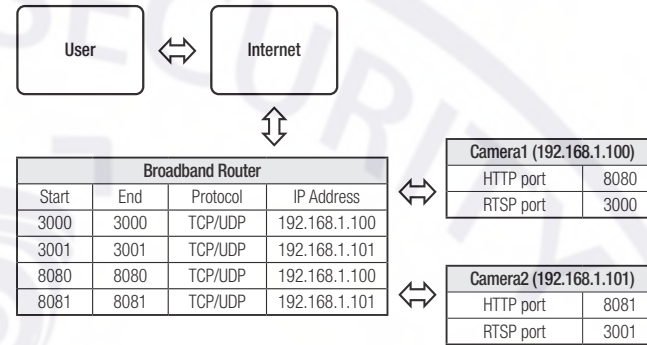 User
Internet
Broadband Router
Start End Protocol IP Address
3000 3000 TCP/UDP 192.168.1.100
3001 3001 TCP/UDP 192.168.1.101
8080 8080 TCP/UDP 192.168.1.100
8081 8081 TCP/UDP 192.168.1.101
Camera1 (192.168.1.100)
HTTP port 8080
RTSP port 3000
Camera2 (192.168.1.101)
HTTP port 8081
RTSP port 3001
SECURITY